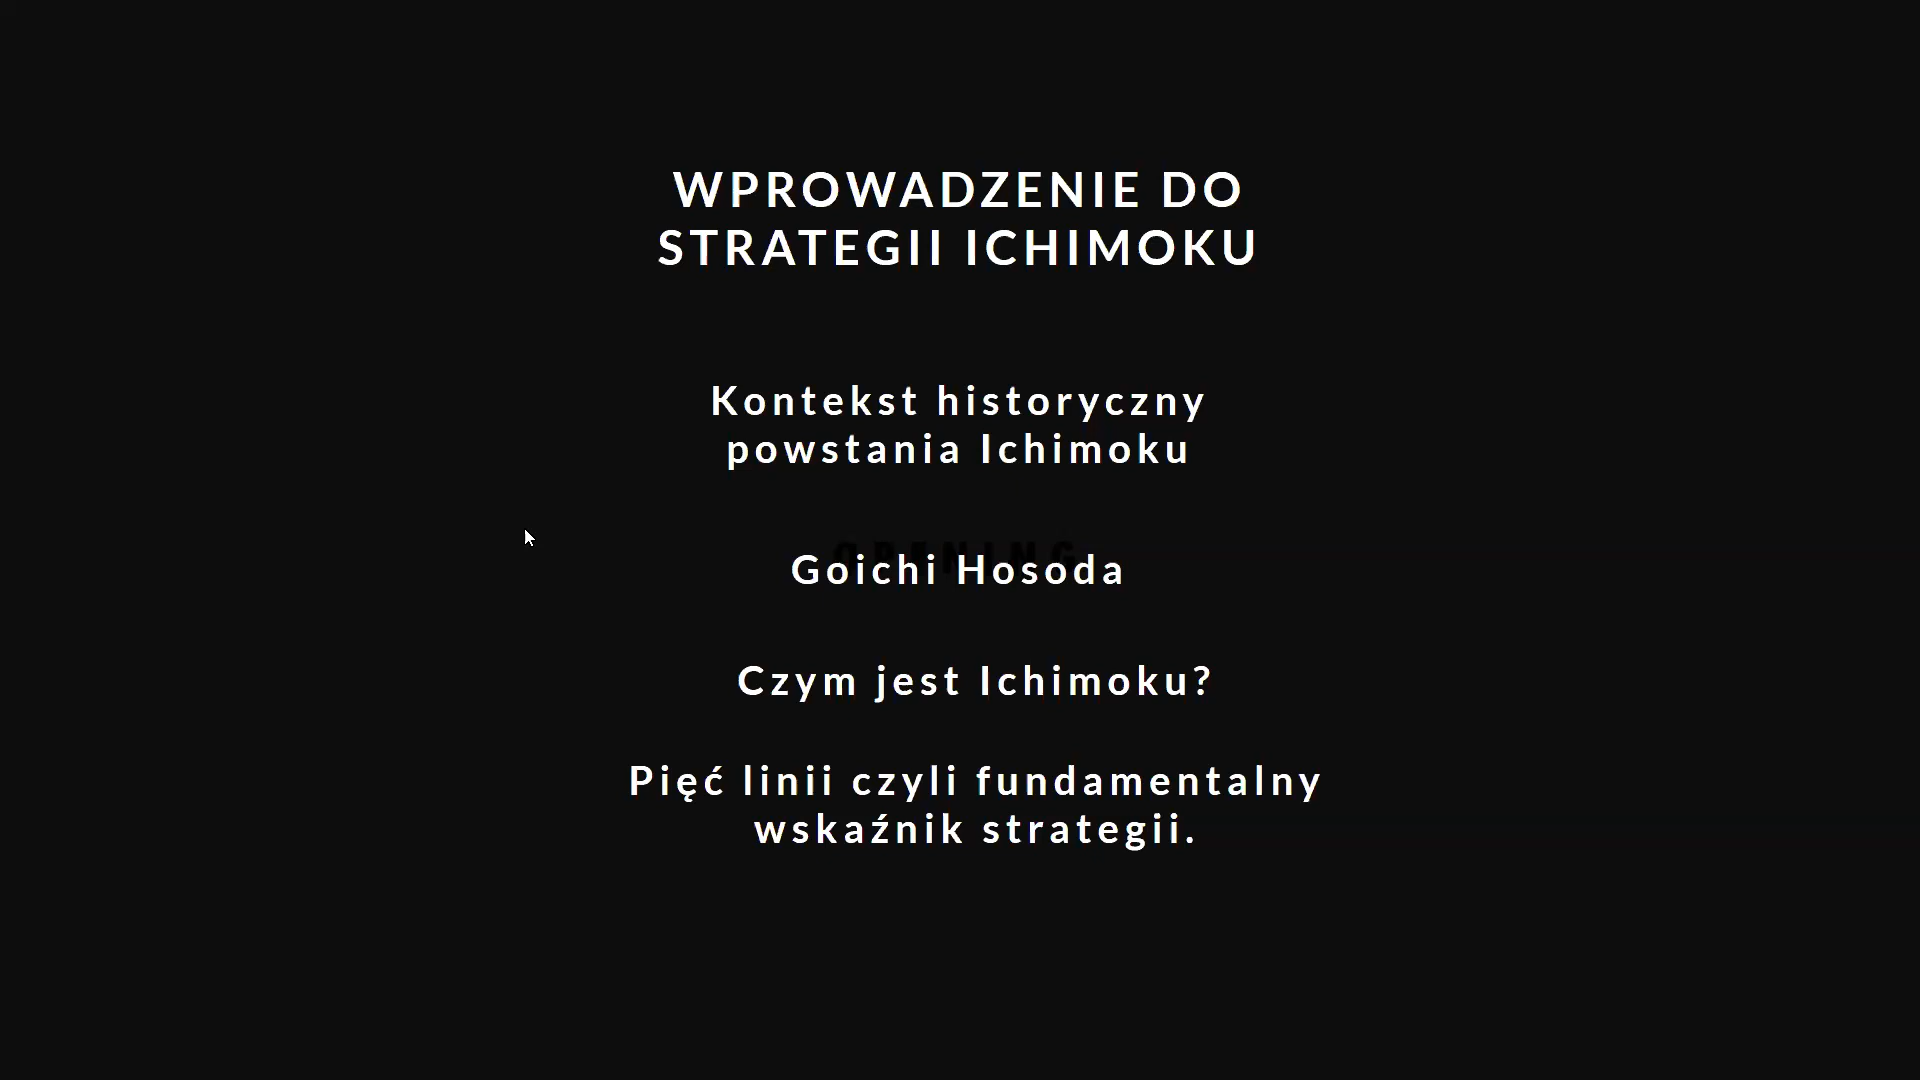 WPROWADZENIE DO
STRATEGII ICHIMOKU
Kontekst historyczny
powstania Ichimoku
OPENING
Goichi Hosoda
Czym jest Ichimoku?
Pięć linii czyli fundamentalny
wskaźnik strategii.